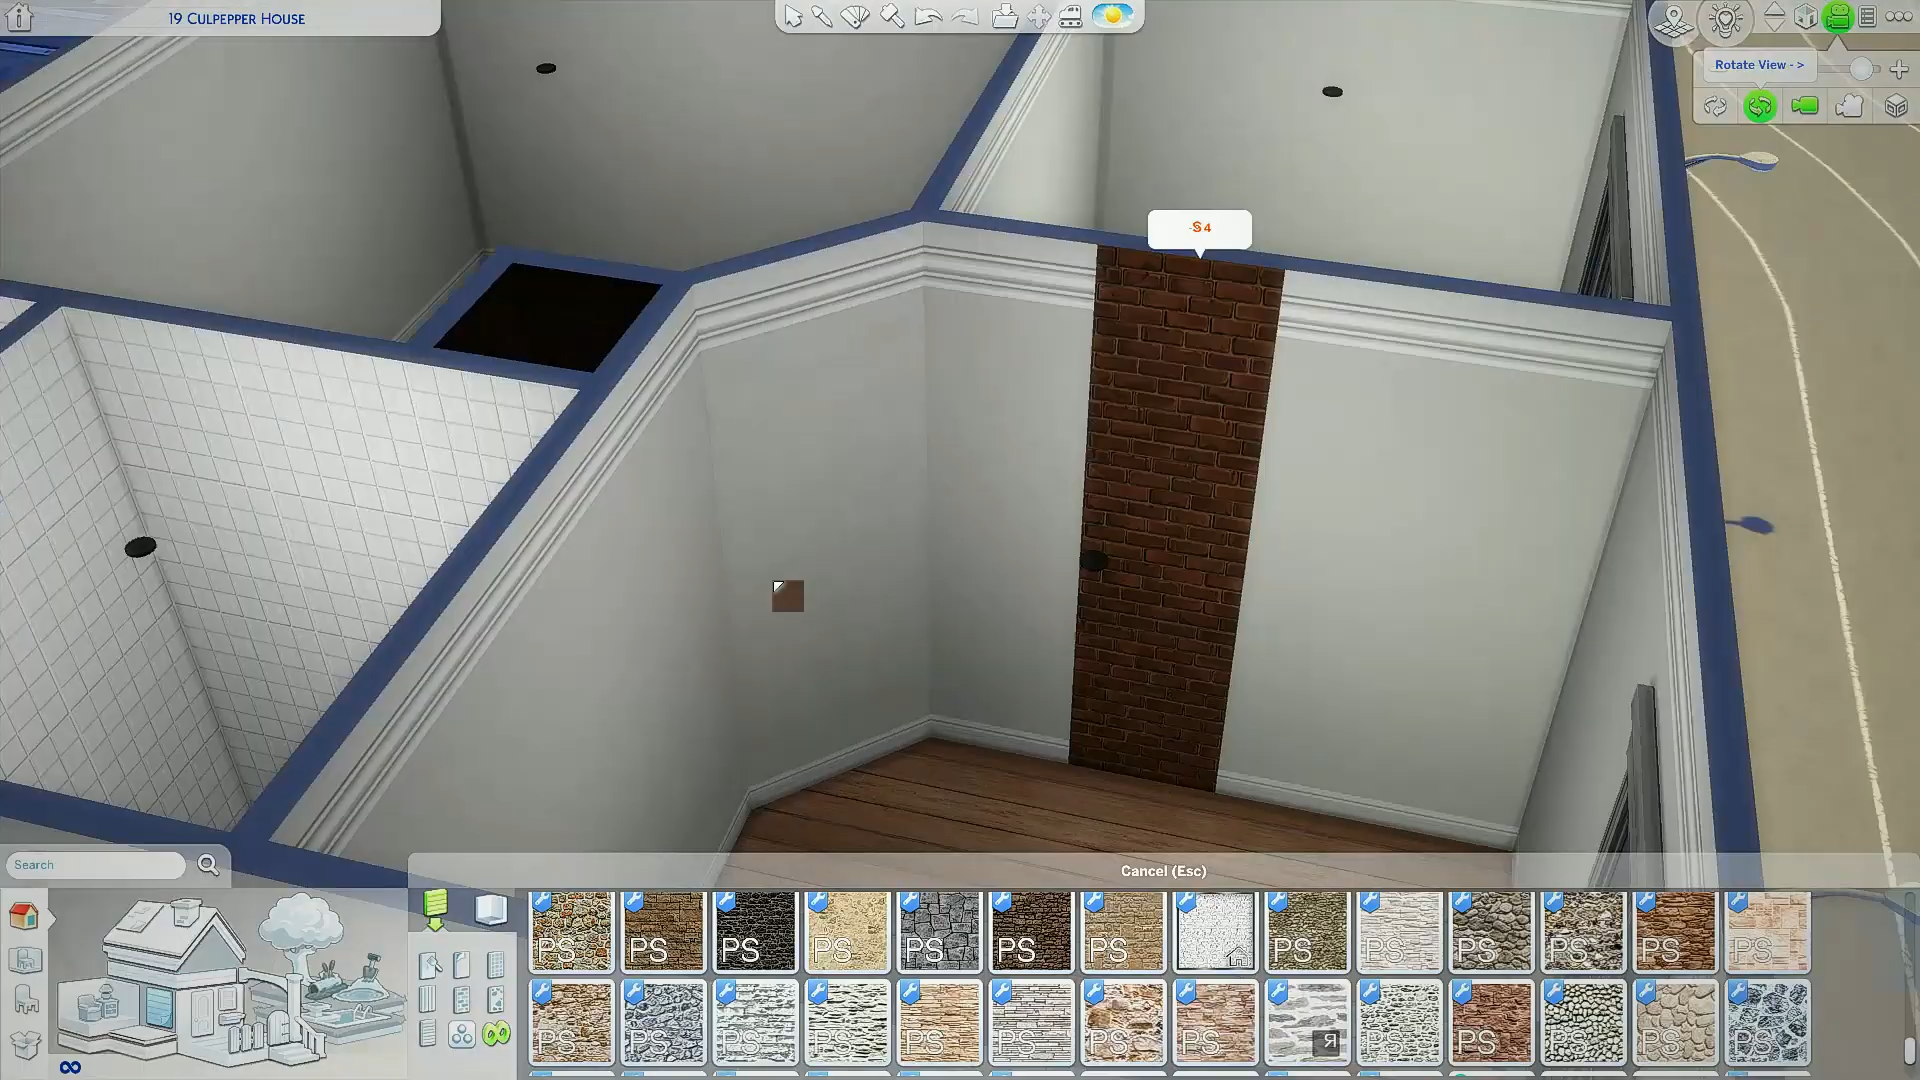 19 Culpepper House
Rotate View - >
-§4
Search
Cancel (Esc)
PS PS PS PS PS PS PS PS PS PS PS PS PS PS
PS PS PS PS PS PS PS PS PS PS PS PS PS PS